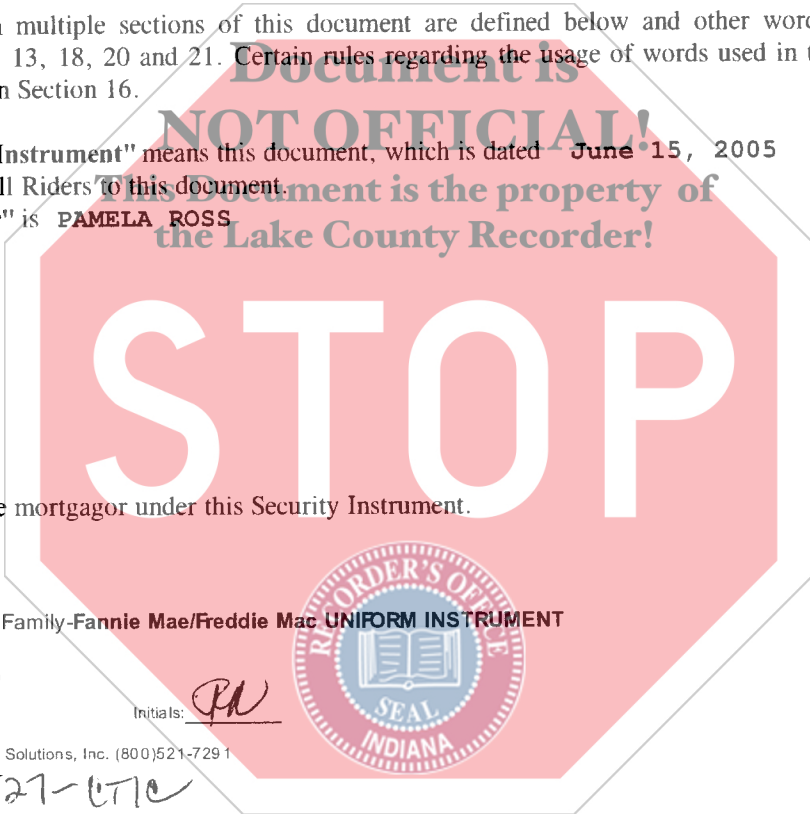 multiple sections of this document are defined below and other word
13, 18, 20 and 21. Certain rules regarding the usage of words used in t
n Section 16.
Document is
NOT OFFICIAL!
This Document is the property of
the Lake County Recorder!
Instrument" means this document, which is dated June 15, 2005
ll Riders to this document.
" is PAMELA ROSS
STOP
e mortgagor under this Security Instrument.
Family-Fannie Mae/Freddie Mac UNIFORM INSTRUMENT
RECORDER'S OFFICE
SEAL
INDIANA
Initials: PR
Solutions, Inc. (800)521-7291